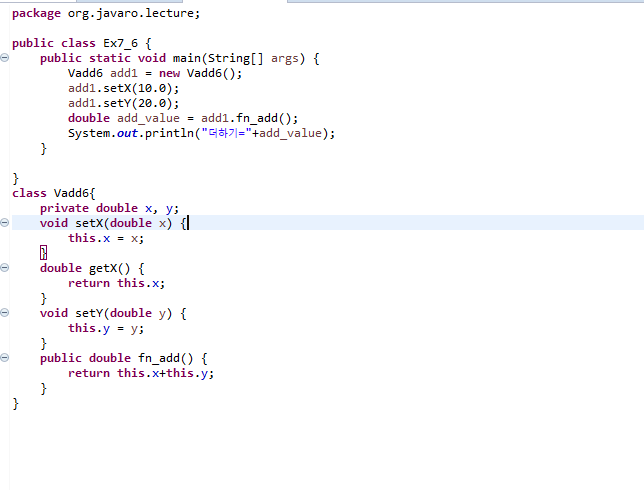 package org.javaro.lecture;
public class Ex7_6 {
public static void main(String[] args) {
Vadd6 add1 = new Vadd6();
add1.setX(10.0);
add1.setY(20.0);
double add_value = add1.fn_add();
System.out.println("더하기="+add_value);
}
}
class Vadd6{
private double x, y;
void setX(double x) {
this.x = x;
}
double getX() {
return this.x;
}
void setY(double y) {
this.y = y;
}
public double fn_add() {
return this.x+this.y;
}
}